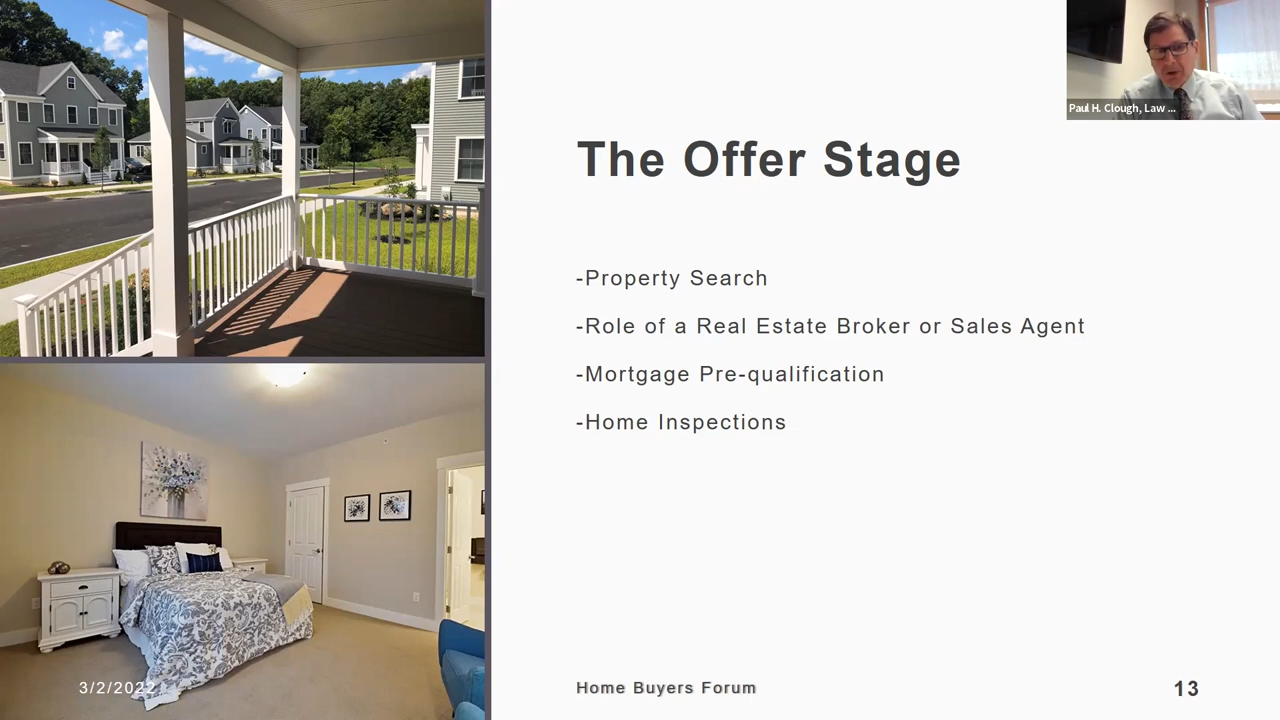 Paul H. Clough, Law ...
The Offer Stage
-Property Search
-Role of a Real Estate Broker or Sales Agent
-Mortgage Pre-qualification
-Home Inspections
3/2/2022
Home Buyers Forum
13